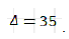 Δ = 35.